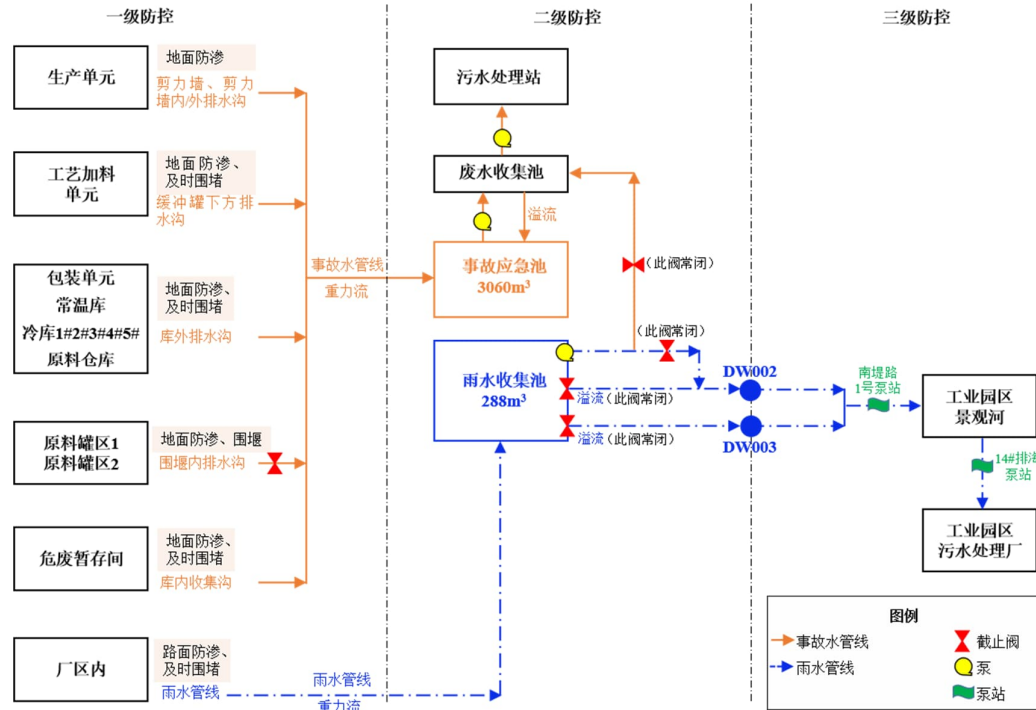 一级防控
二级防控
三级防控
生产单元
地面防渗
剪力墙、剪力
墙内/外排水沟
工艺加料
单元
地面防渗、
及时围堵
缓冲罐下方排
水沟
包装单元
常温库
冷库1#2#3#4#5#
原料仓库
地面防渗、
及时围堵
库外排水沟
原料罐区1
原料罐区2
地面防渗、围堰
围堰内排水沟
危废暂存间
地面防渗、
及时围堵
库内收集沟
厂区内
路面防渗、
及时围堵
雨水管线
雨水管线
重力流
事故水管线
重力流
污水处理站
废水收集池
溢流
事故应急池
3060m³
（此阀常闭）
（此阀常闭）
雨水收集池
288m³
溢流（此阀常闭）
溢流（此阀常闭）
DW002
DW003
南堤路
1号泵站
工业园区
景观河
14#排海
泵站
工业园区
污水处理厂
图例
事故水管线
截止阀
雨水管线
泵
泵站